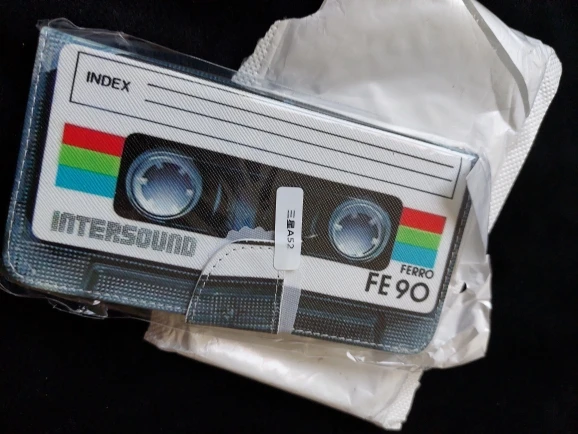 INDEX
INTERSOUND
三星A52
FERRO
FE 90